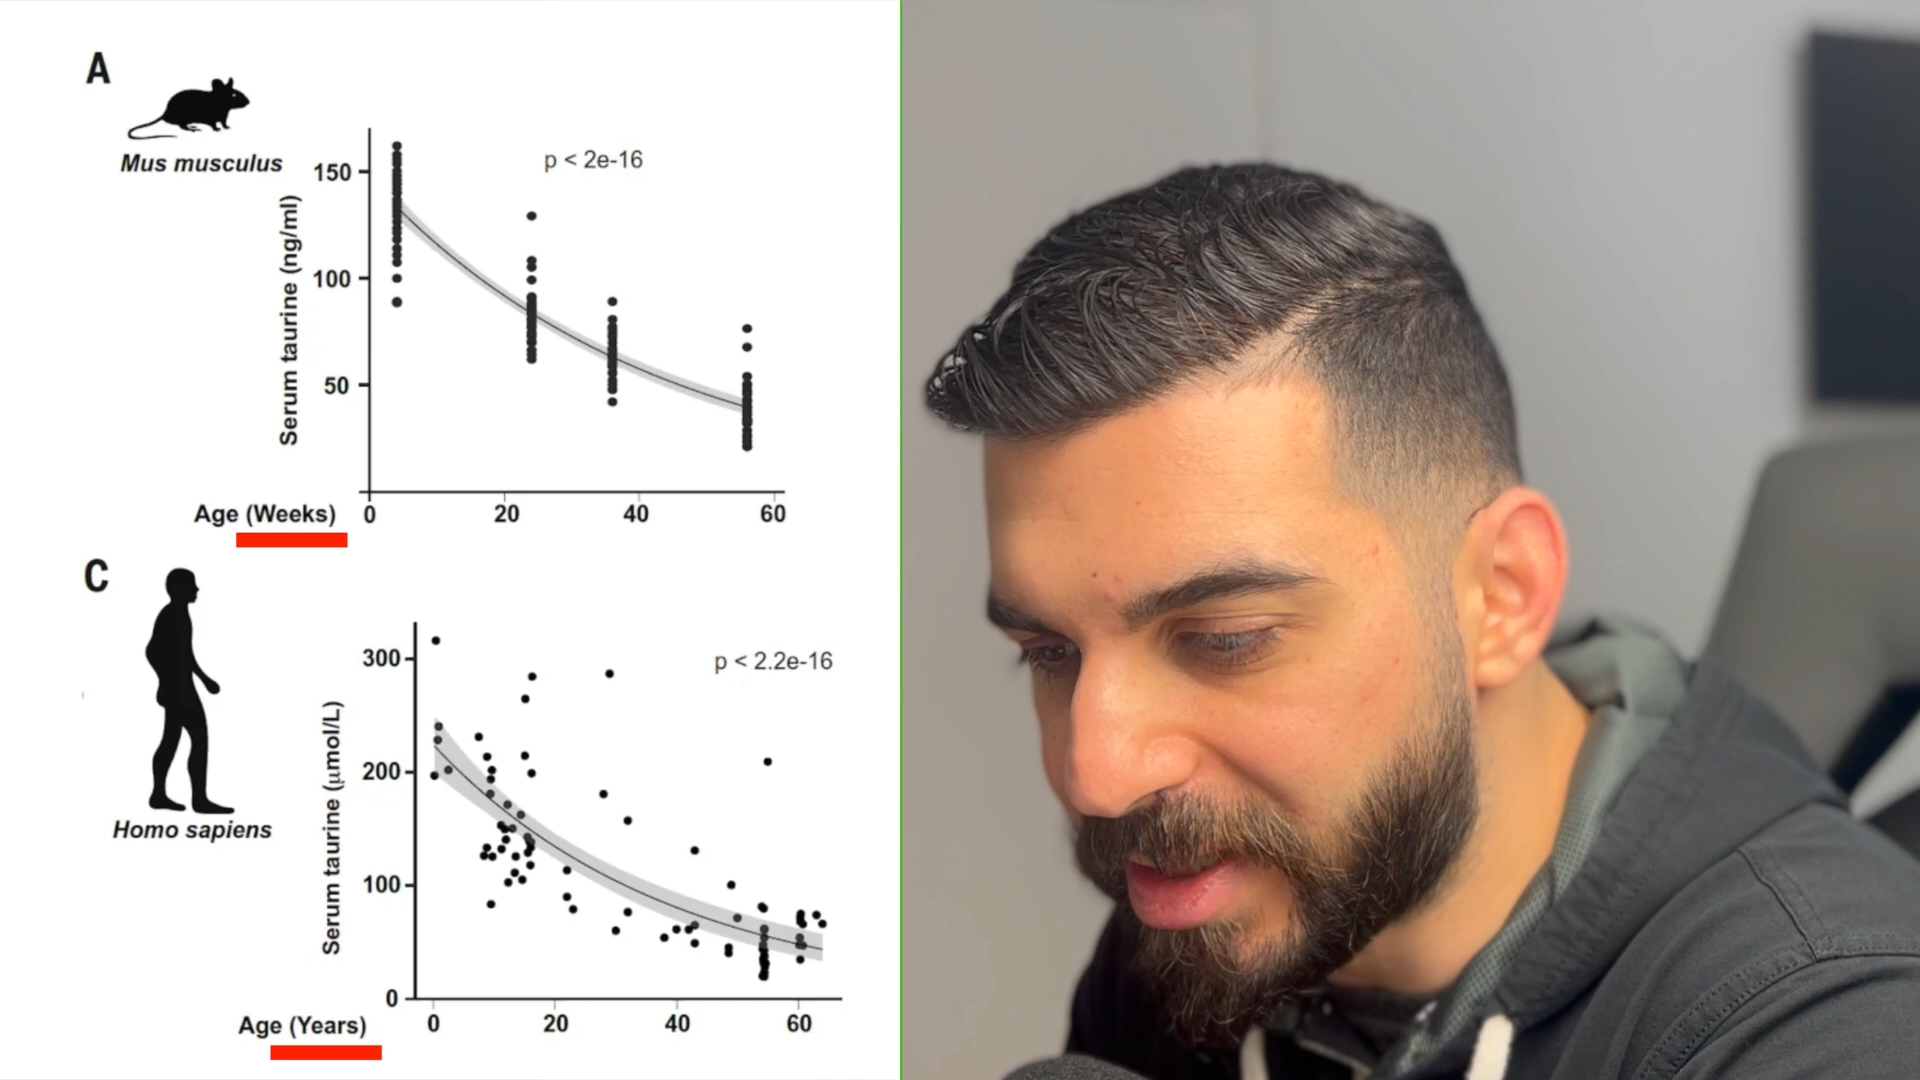 A
Mus musculus
p < 2e-16
Serum taurine (ng/ml)
150
100
50
Age (Weeks)
0 20 40 60
C
Homo sapiens
p < 2.2e-16
Serum taurine (μmol/L)
300
200
100
0
Age (Years)
0 20 40 60